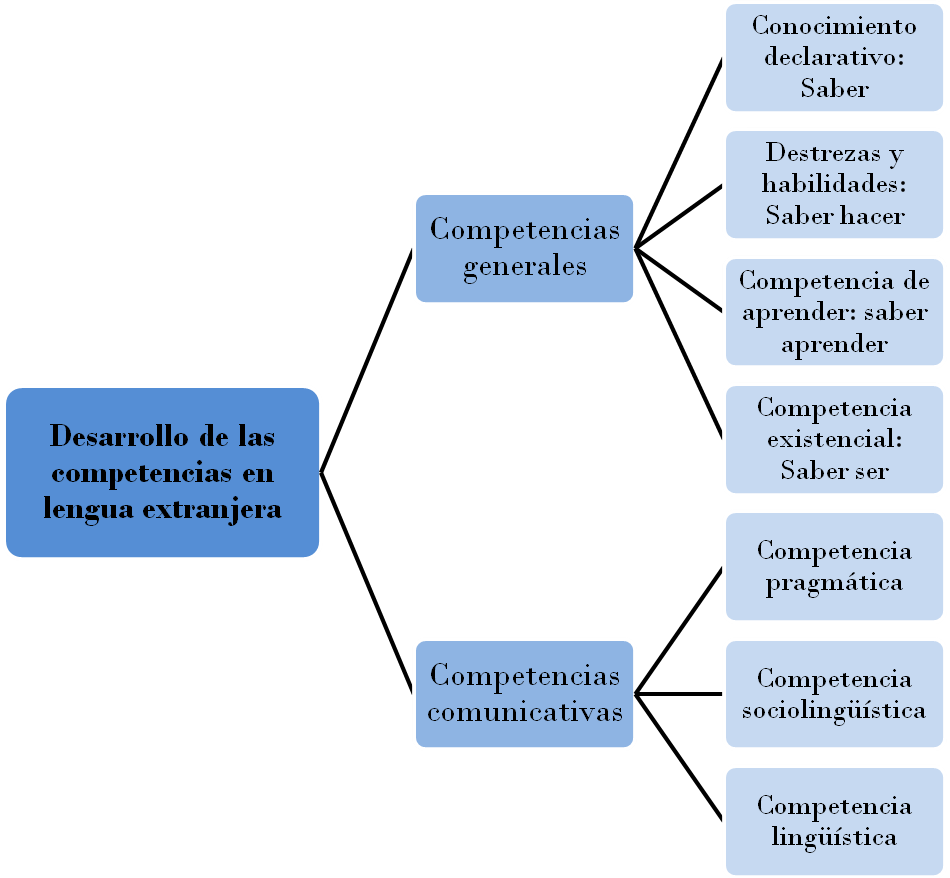 Desarrollo de las
competencias en
lengua extranjera
Competencias
generales
Conocimiento
declarativo:
Saber
Destrezas y
habilidades:
Saber hacer
Competencia de
aprender: saber
aprender
Competencia
existencial:
Saber ser
Competencias
comunicativas
Competencia
pragmática
Competencia
sociolingüística
Competencia
lingüística